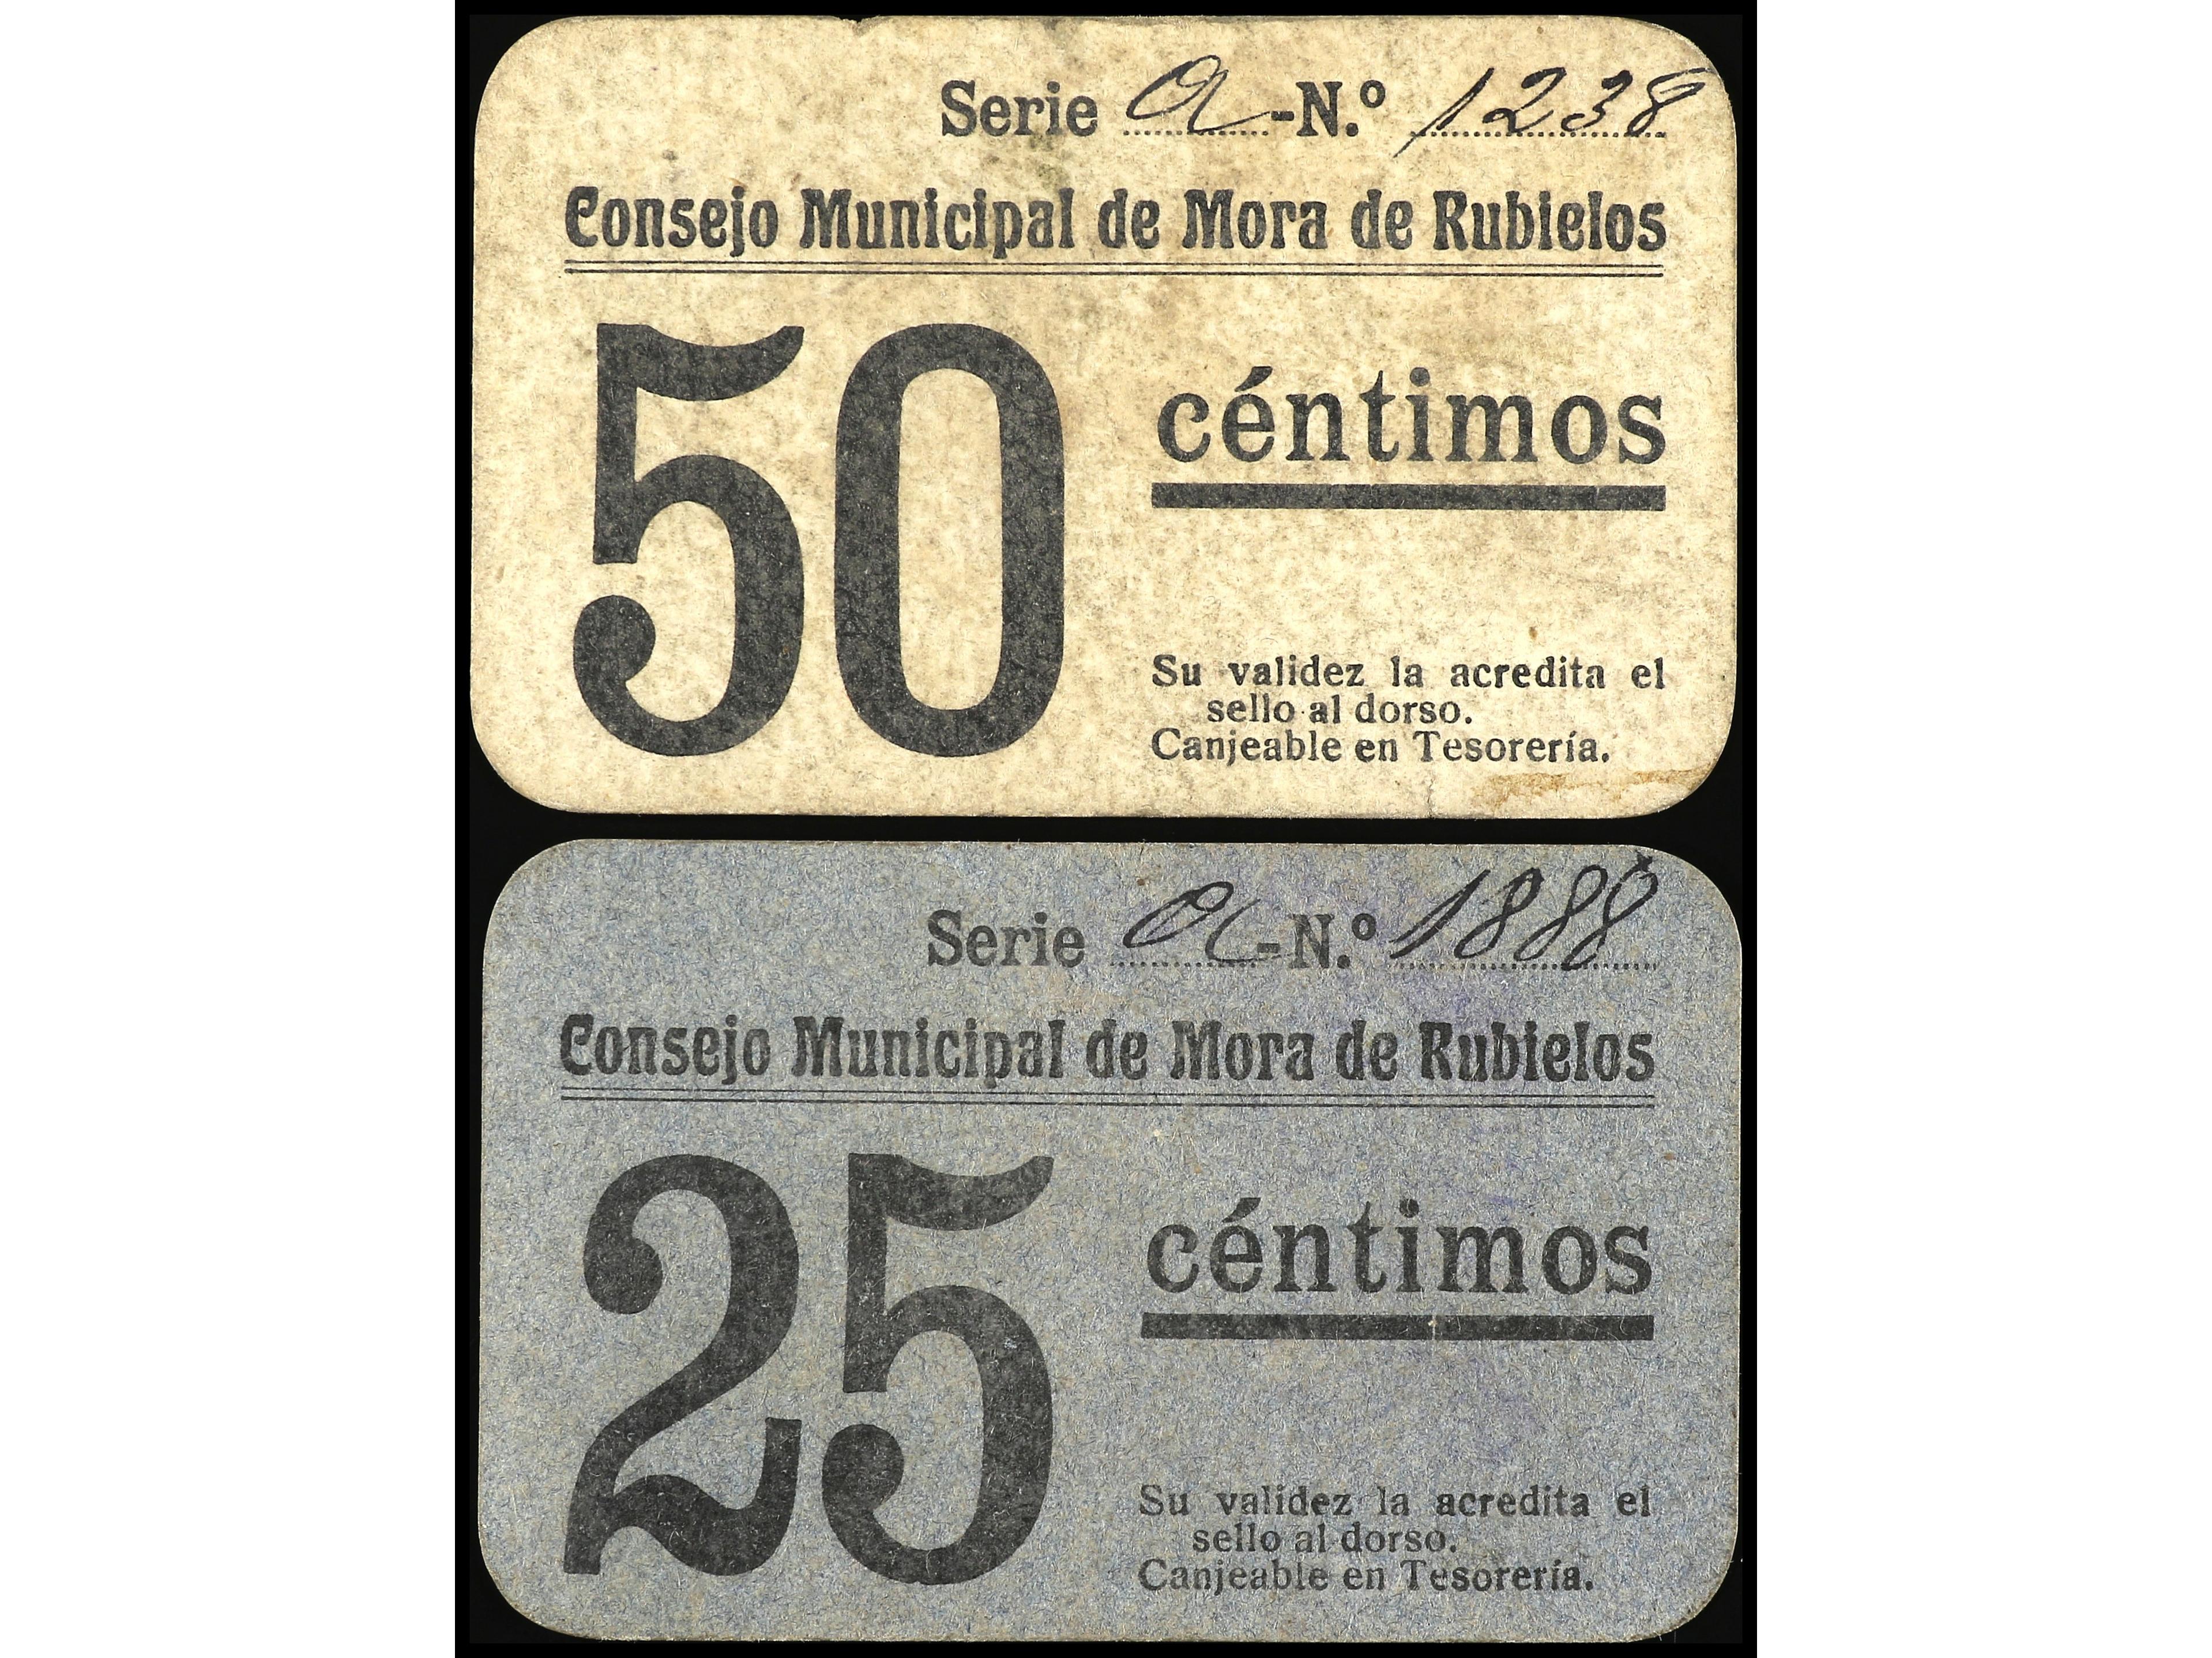 Serie a - N.º 1238
Consejo Municipal de Mora de Rubielos
50 céntimos
Su validez la acredita el
sello al dorso.
Canjeable en Tesorería.
Serie a - N.º 1888
Consejo Municipal de Mora de Rubielos
25 céntimos
Su validez la acredita el
sello al dorso.
Canjeable en Tesorería.